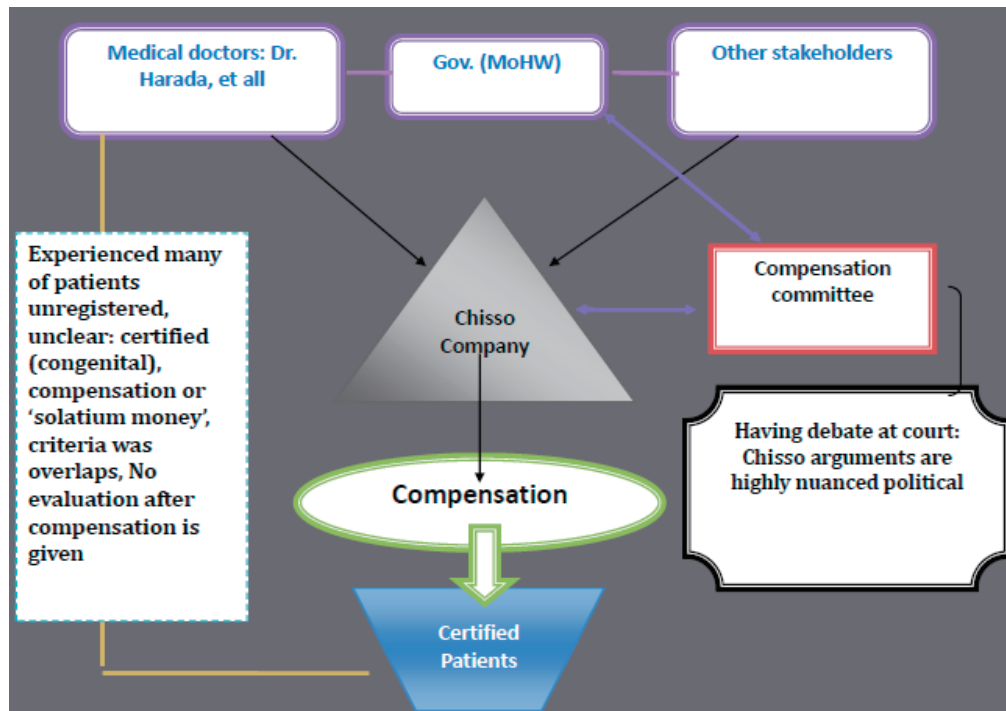 Medical doctors: Dr.
Harada, et all
Gov. (MoHW)
Other stakeholders
Experienced many
of patients
unregistered,
unclear: certified
(congenital),
compensation or
‘solatium money’,
criteria was
overlaps, No
evaluation after
compensation is
given
Chisso
Company
Compensation
committee
Having debate at court:
Chisso arguments are
highly nuanced political
Compensation
Certified
Patients